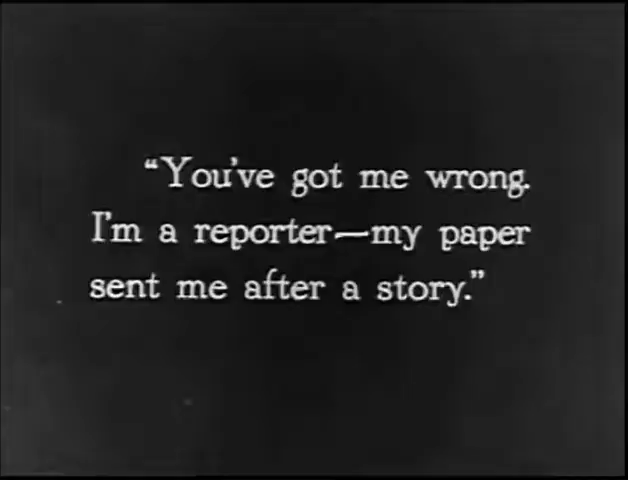 “You've got me wrong.
I'm a reporter—my paper
sent me after a story.”